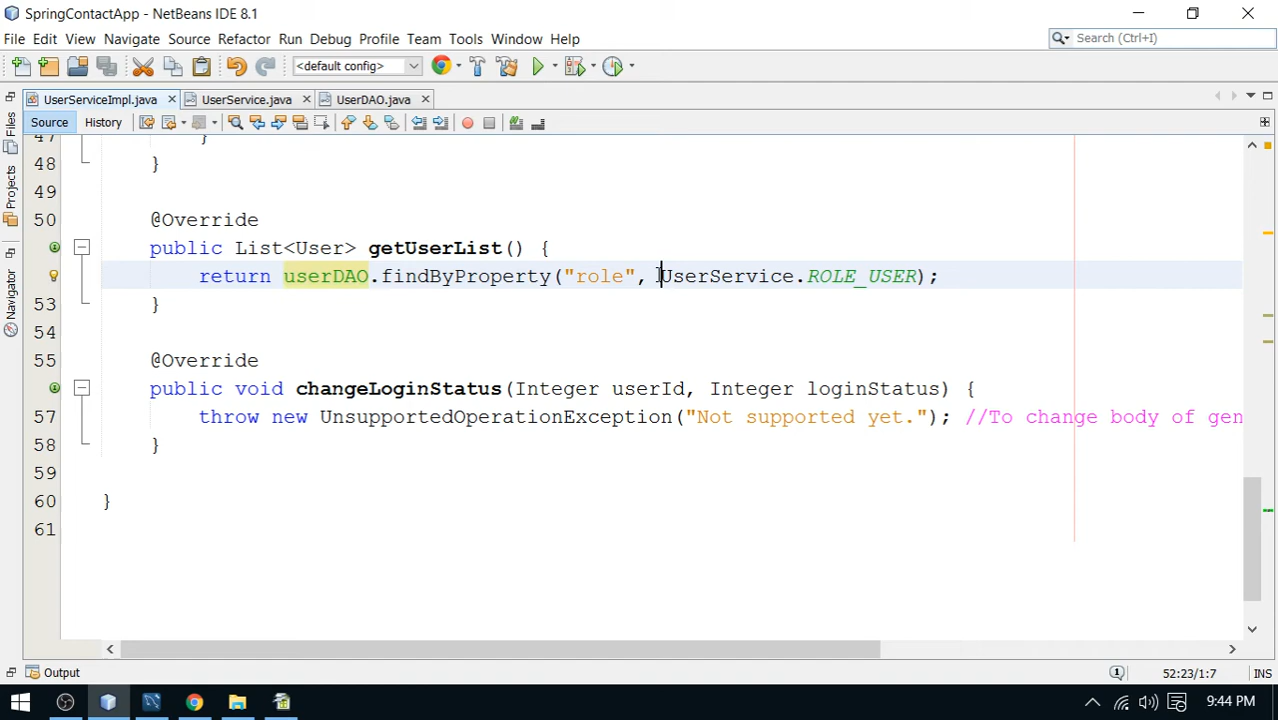 SpringContactApp - NetBeans IDE 8.1
File Edit View Navigate Source Refactor Run Debug Profile Team Tools Window Help
Search (Ctrl+I)
<default config>
UserServiceImpl.java UserService.java UserDAO.java
Source History
Files
Projects
Services
Navigator
47 }
48 }
49
50 @Override
public List<User> getUserList() {
return userDAO.findByProperty("role", UserService.ROLE_USER);
53 }
54
55 @Override
public void changeLoginStatus(Integer userId, Integer loginStatus) {
57 throw new UnsupportedOperationException("Not supported yet."); //To change body of gen
58 }
59
60 }
61
Output
52:23/1:7 INS
9:44 PM